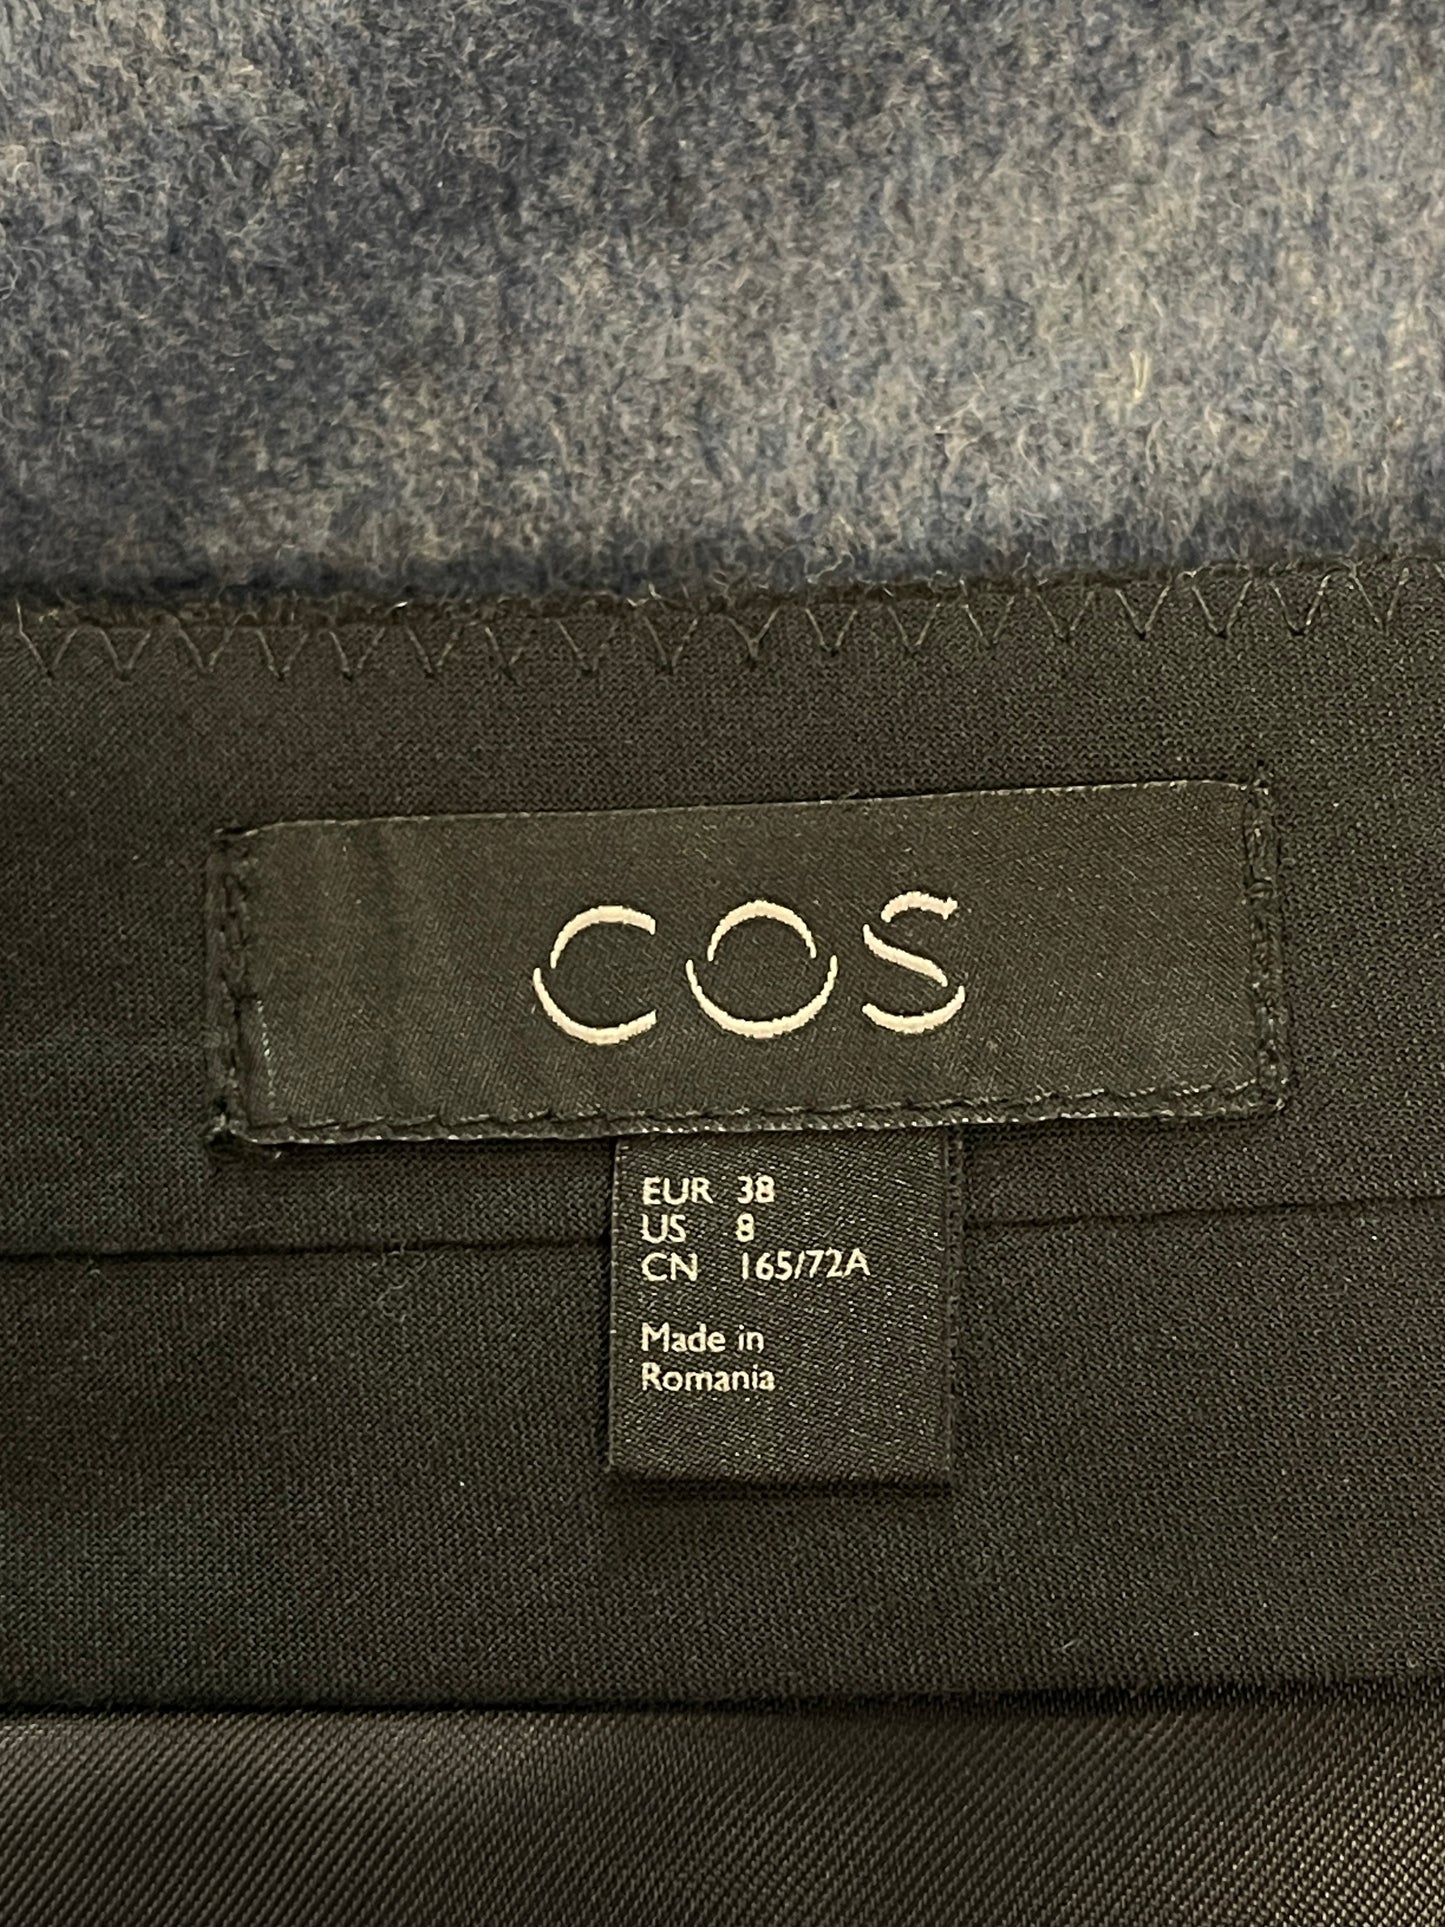 COS
EUR 38
US 8
CN 165/72A
Made in
Romania